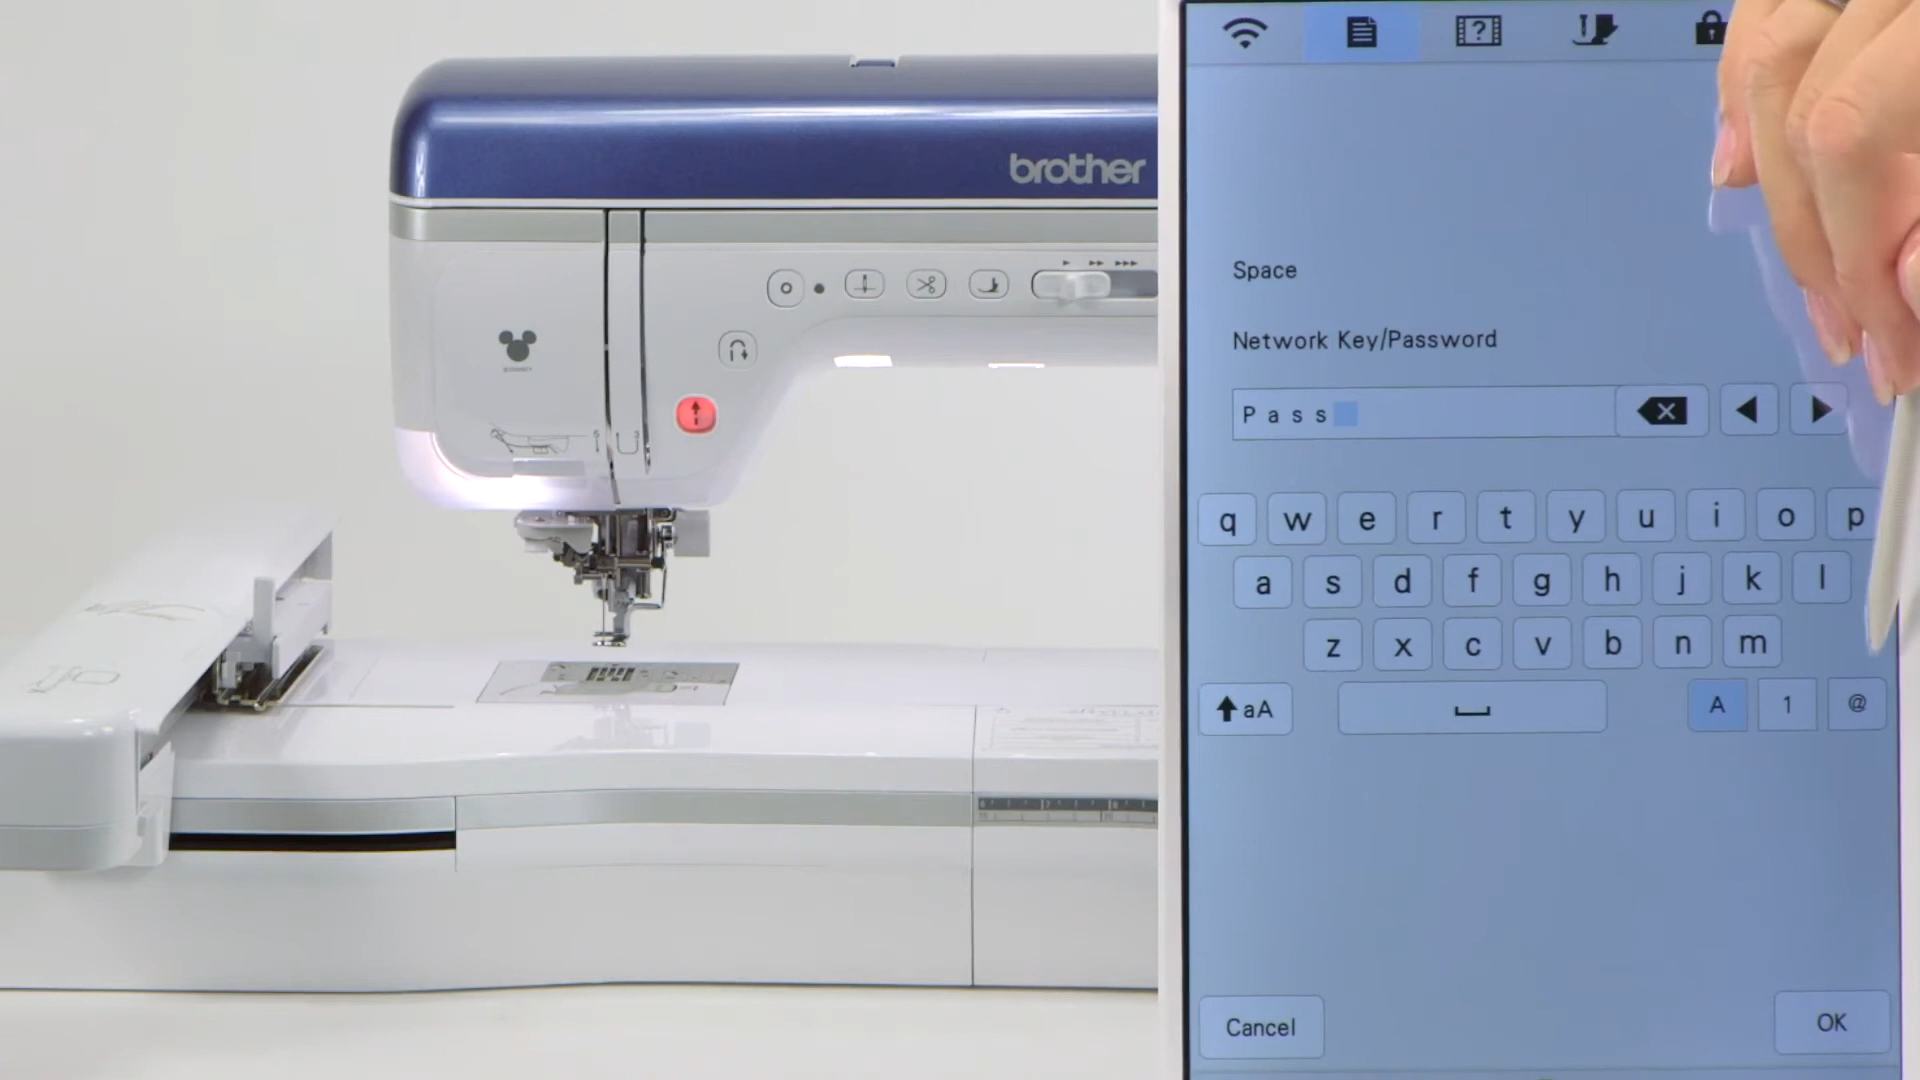 brother
Space
Network Key/Password
Pass
q w e r t y u i o p
a s d f g h j k l
z x c v b n m
aA
A 1 @
Cancel
OK